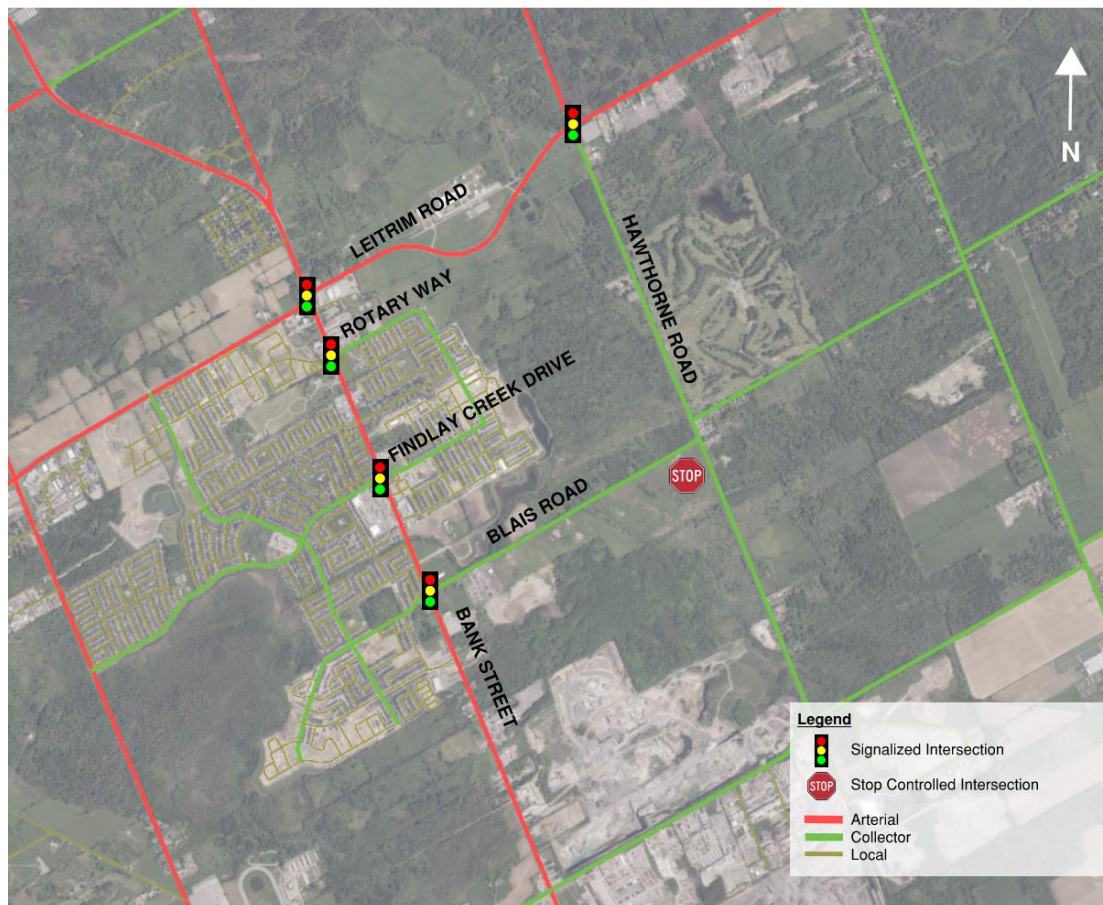 N
LEITRIM ROAD
ROTARY WAY
HAWTHORNE ROAD
FINDLAY CREEK DRIVE
STOP
BLAIS ROAD
BANK STREET
Legend
Signalized Intersection
STOP
Stop Controlled Intersection
Arterial
Collector
Local